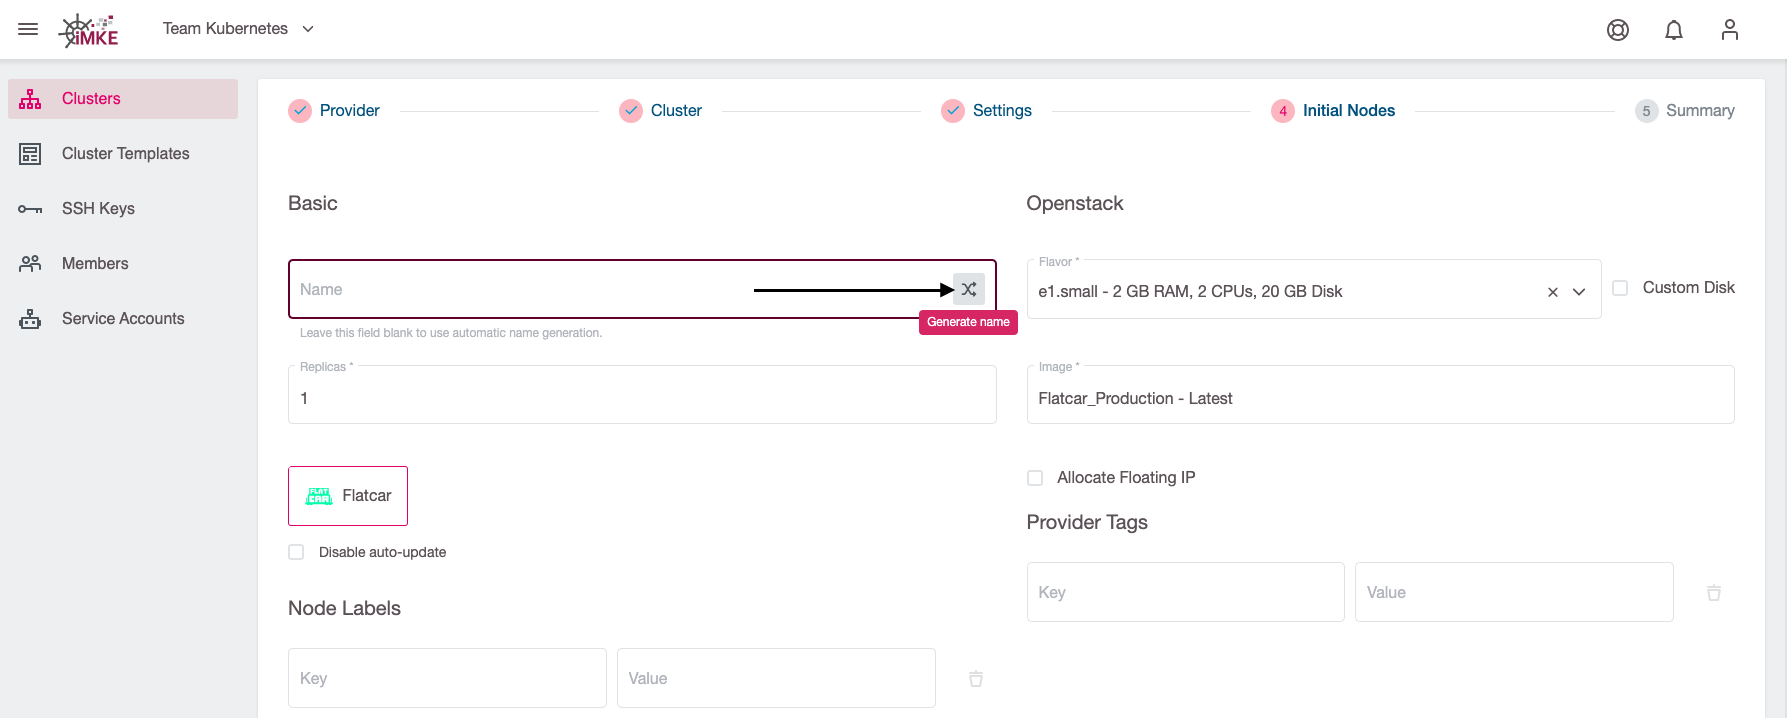 iMKE
Team Kubernetes
Clusters
Cluster Templates
SSH Keys
Members
Service Accounts
Provider
Cluster
Settings
4 Initial Nodes
5 Summary
Basic
Name
Generate name
Leave this field blank to use automatic name generation.
Replicas *
1
FLAT
CAR
Flatcar
Disable auto-update
Node Labels
Key
Value
Openstack
Flavor *
e1.small - 2 GB RAM, 2 CPUs, 20 GB Disk
Custom Disk
Image *
Flatcar_Production - Latest
Allocate Floating IP
Provider Tags
Key
Value